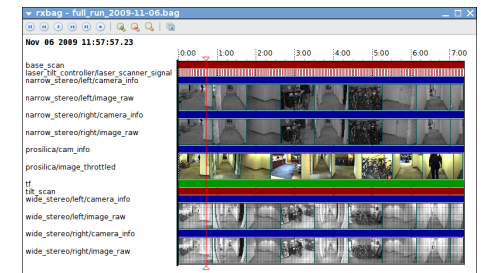 rxbag - full_run_2009-11-06.bag
Nov 06 2009 11:57:57.23
0:00 1:00 2:00 3:00 4:00 5:00 6:00 7:00
base_scan
laser_tilt_controller/laser_scanner_signal
narrow_stereo/left/camera_info
narrow_stereo/left/image_raw
narrow_stereo/right/camera_info
narrow_stereo/right/image_raw
prosilica/cam_info
prosilica/image_throttled
tf
tilt_scan
wide_stereo/left/camera_info
wide_stereo/left/image_raw
wide_stereo/right/camera_info
wide_stereo/right/image_raw